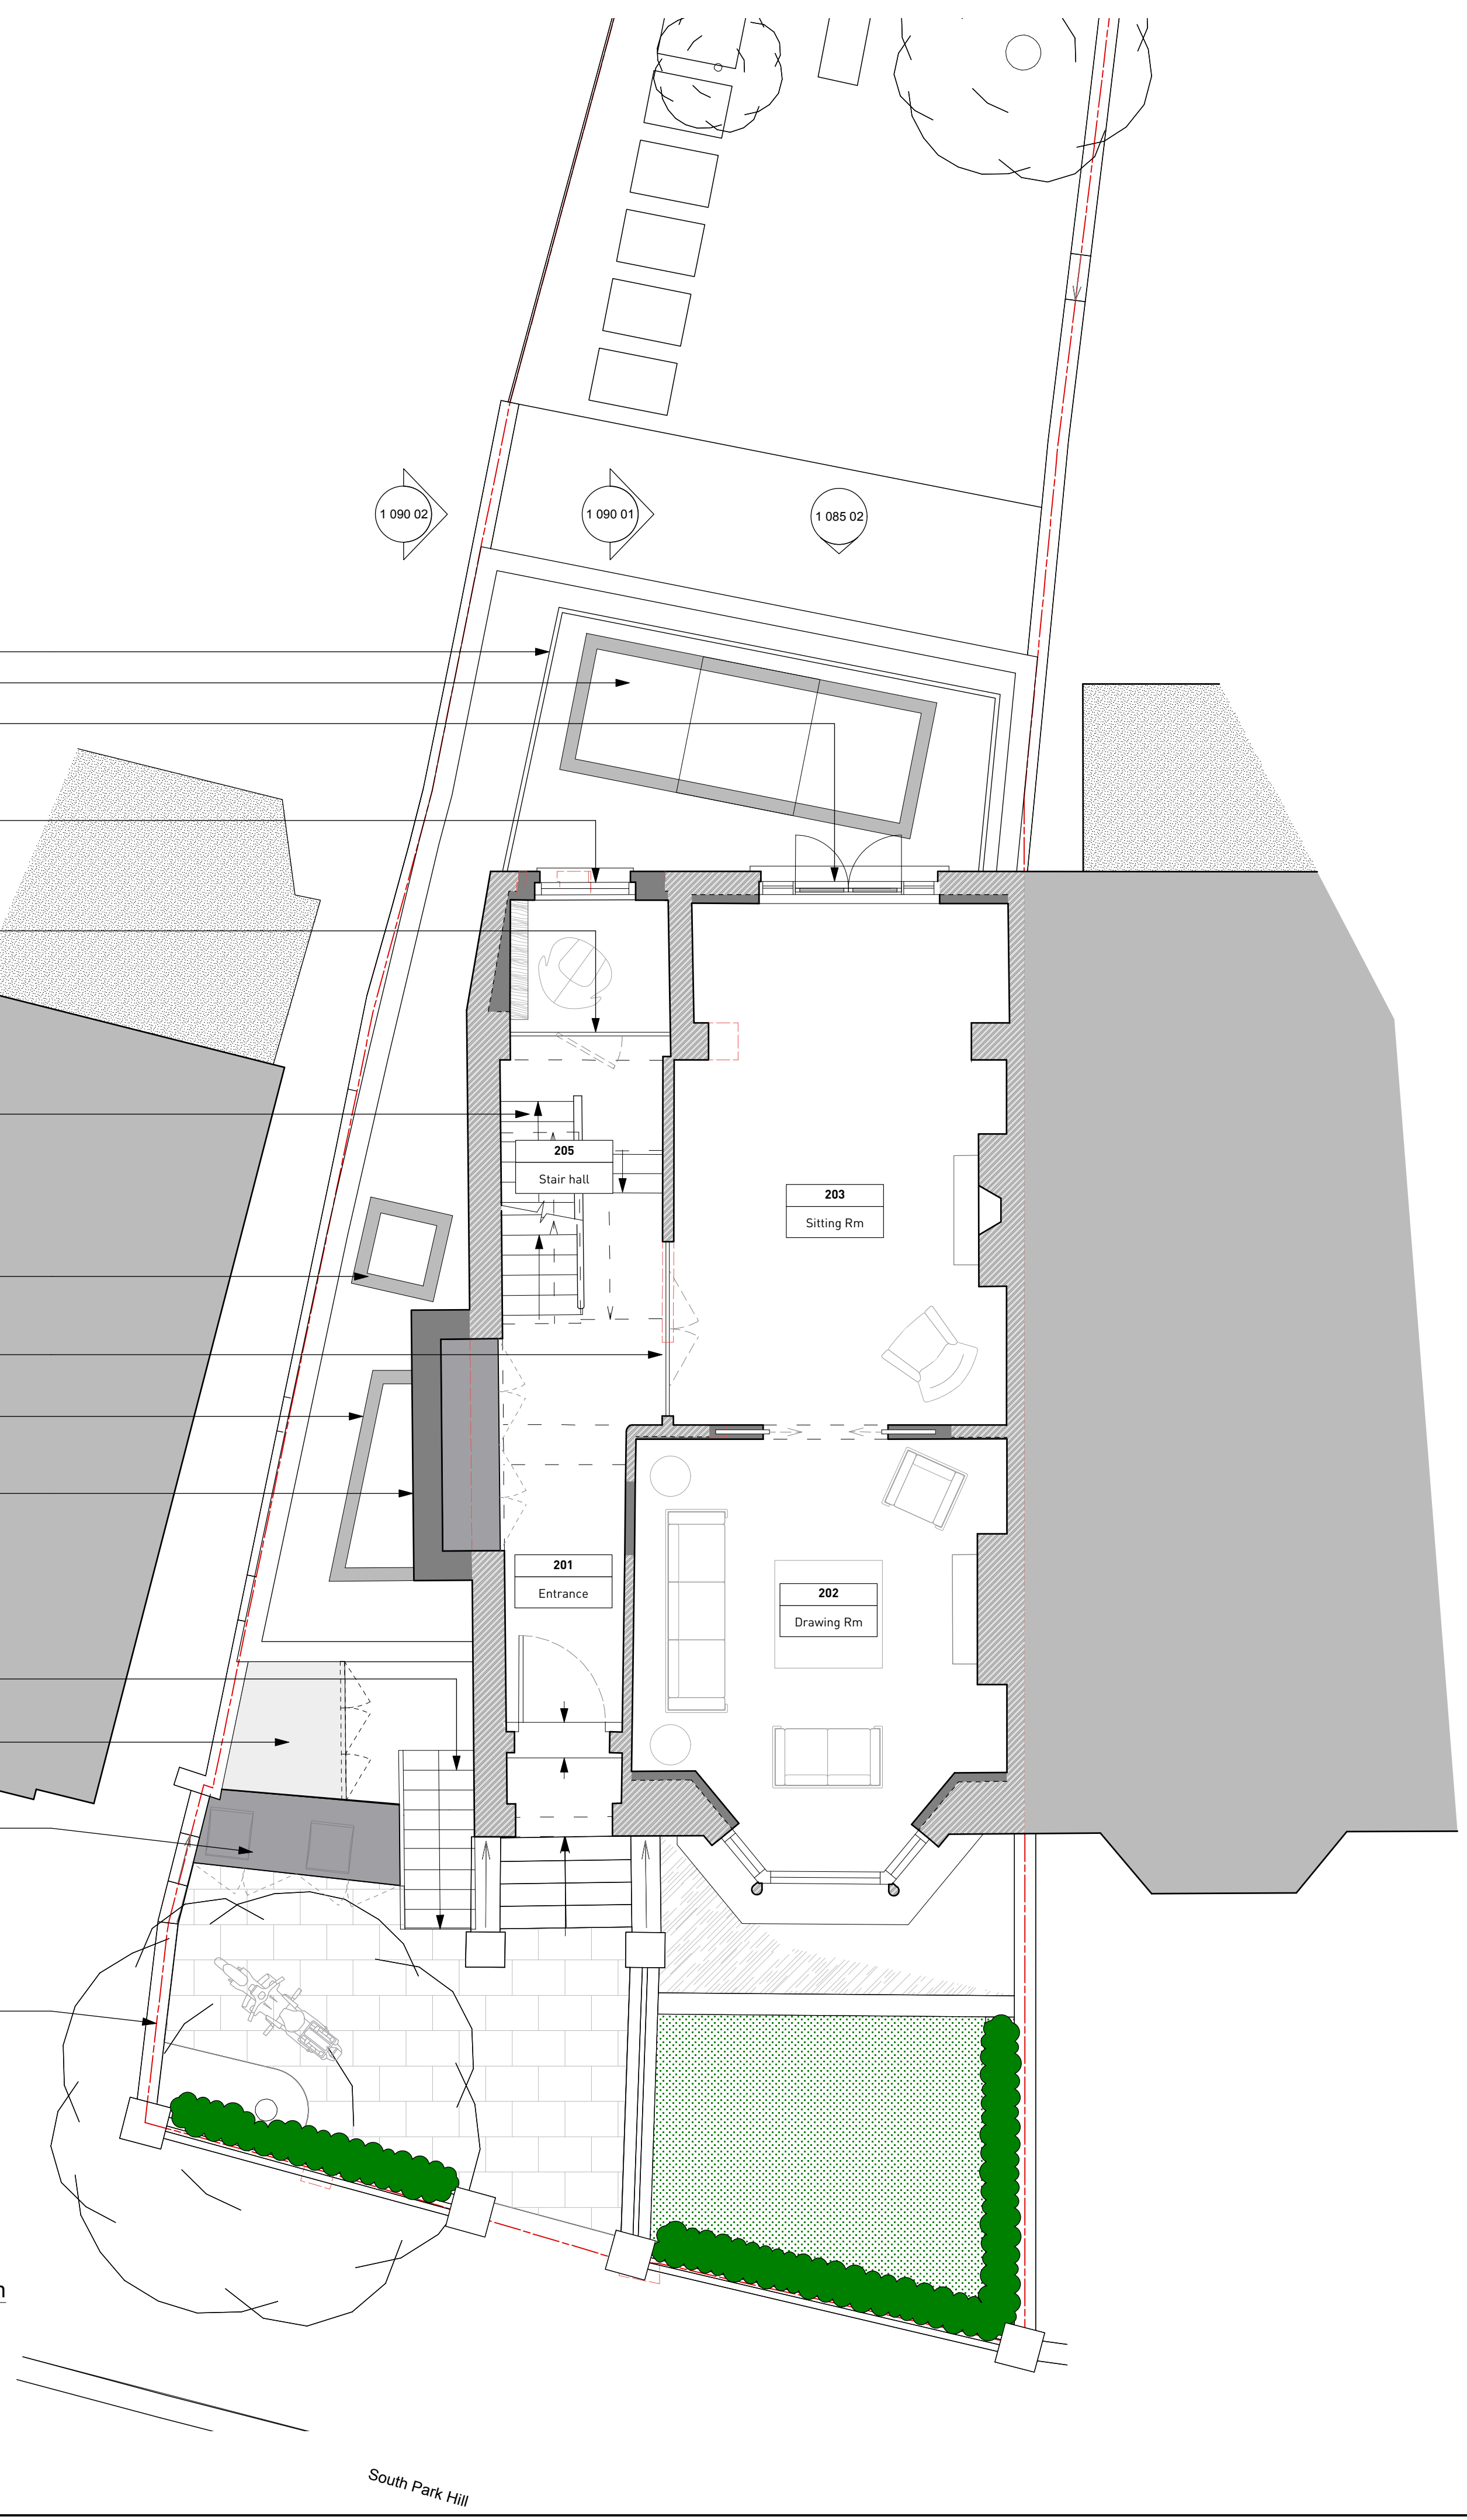 1 090 02
1 090 01
1 085 02
205
Stair hall
203
Sitting Rm
201
Entrance
202
Drawing Rm
n
South Park Hill